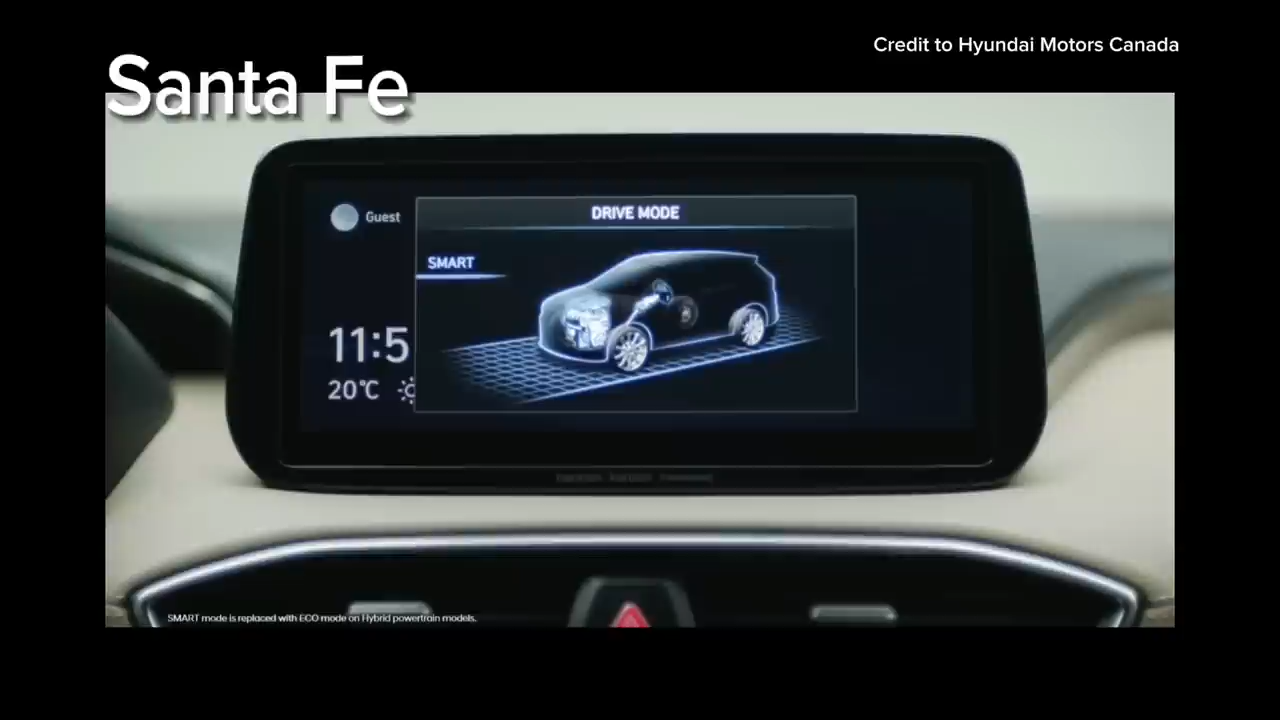 Credit to Hyundai Motors Canada
Santa Fe
Guest
DRIVE MODE
SMART
11:5
20°C
SMART mode is replaced with ECO mode on Hybrid powertrain models.